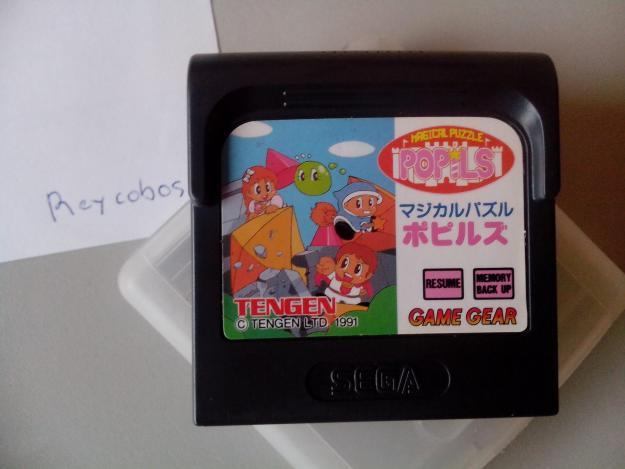 Reycobos
MAGICAL PUZZLE
POPiLS
マジカルパズル
ポピルズ
RESUME
MEMORY
BACK UP
TENGEN
© TENGEN LTD. 1991
GAME GEAR
SEGA